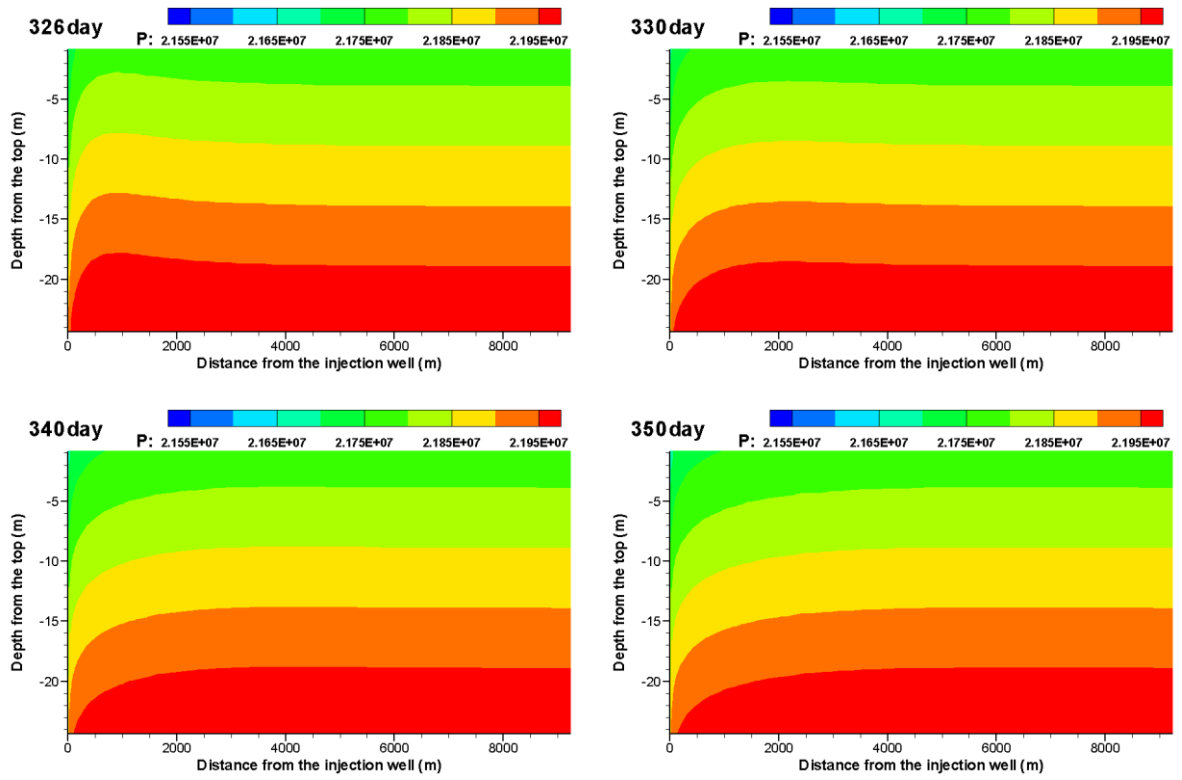 326day
P: 2.155E+07 2.165E+07 2.175E+07 2.185E+07 2.195E+07
Depth from the top (m)
-5
-10
-15
-20
0 2000 4000 6000 8000
Distance from the injection well (m)
330day
P: 2.155E+07 2.165E+07 2.175E+07 2.185E+07 2.195E+07
Depth from the top (m)
-5
-10
-15
-20
0 2000 4000 6000 8000
Distance from the injection well (m)
340day
P: 2.155E+07 2.165E+07 2.175E+07 2.185E+07 2.195E+07
Depth from the top (m)
-5
-10
-15
-20
0 2000 4000 6000 8000
Distance from the injection well (m)
350day
P: 2.155E+07 2.165E+07 2.175E+07 2.185E+07 2.195E+07
Depth from the top (m)
-5
-10
-15
-20
0 2000 4000 6000 8000
Distance from the injection well (m)